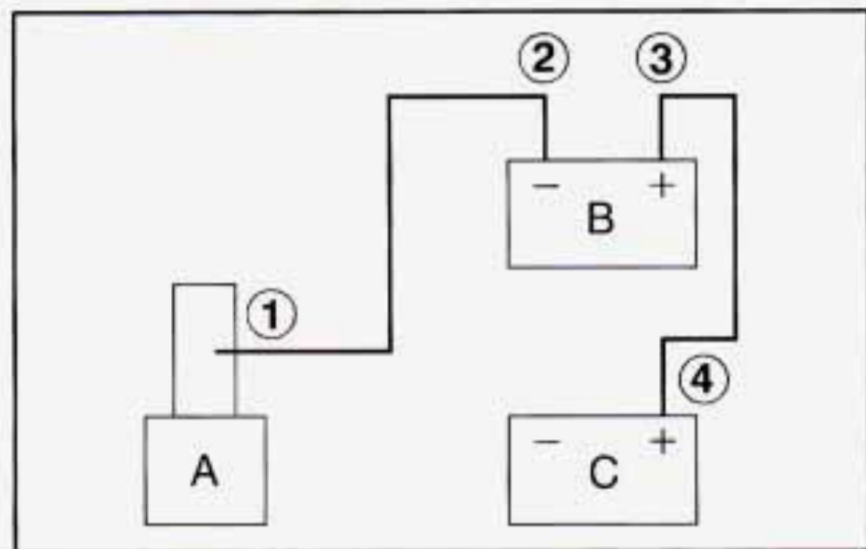 ② ③
− +
B
①
④
− +
A C